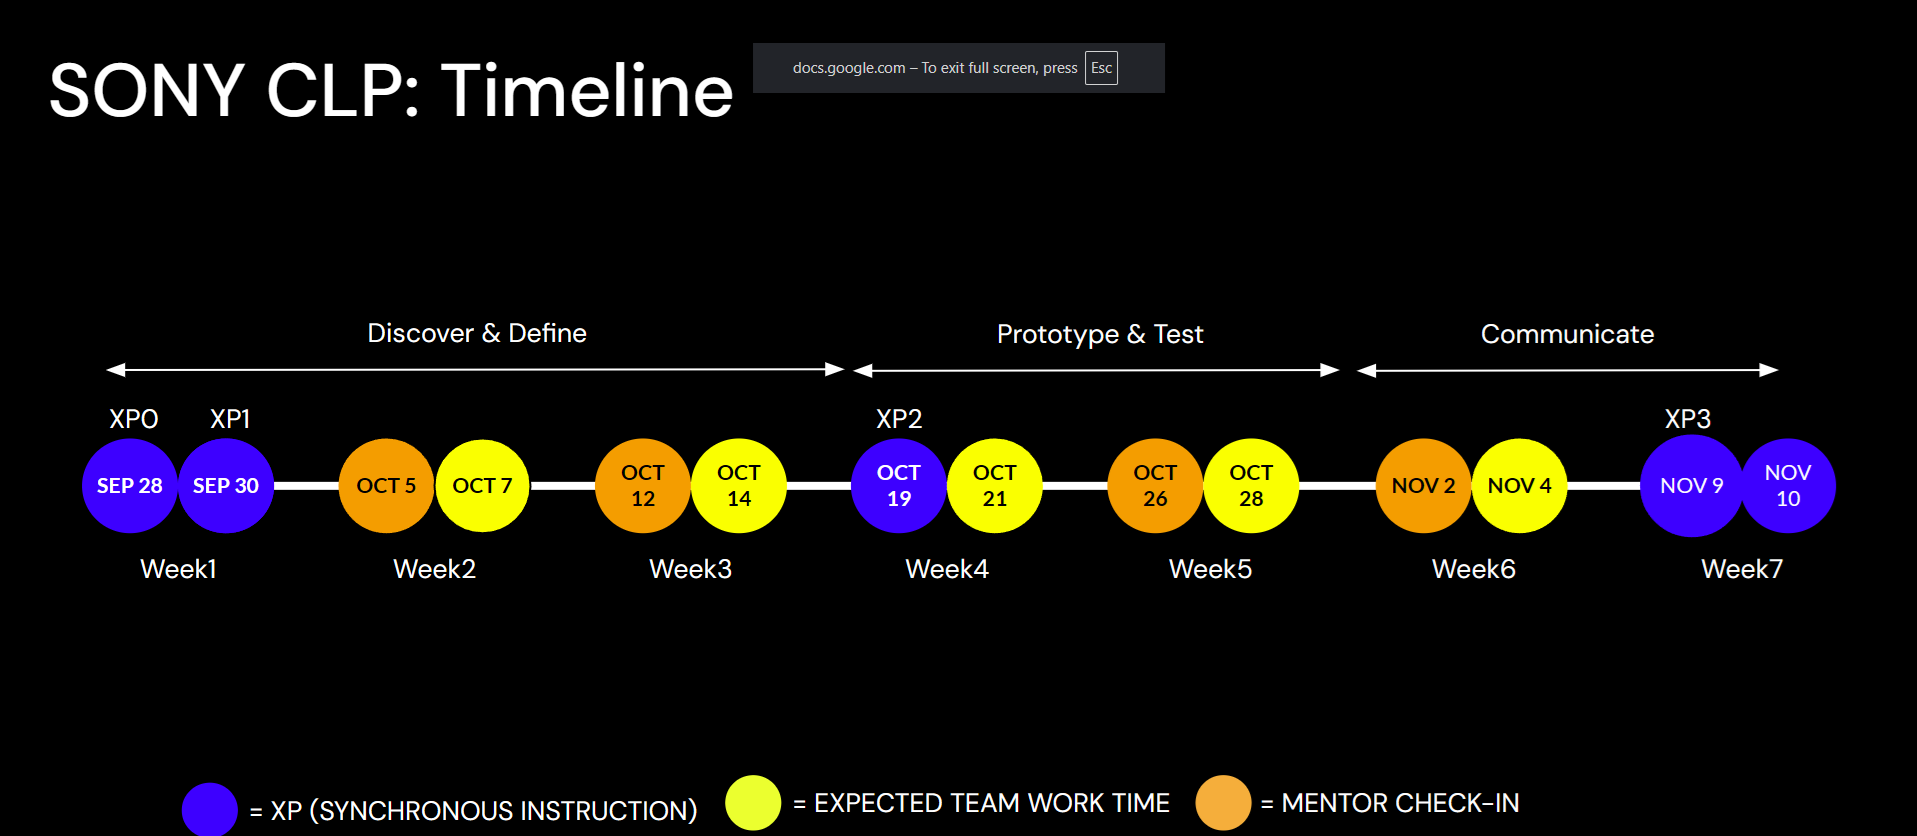 SONY CLP: Timeline
docs.google.com – To exit full screen, press Esc
Discover & Define
Prototype & Test
Communicate
XP0
XP1
XP2
XP3
SEP 28
SEP 30
OCT 5
OCT 7
OCT
12
OCT
14
OCT
19
OCT
21
OCT
26
OCT
28
NOV 2
NOV 4
NOV 9
NOV
10
Week1
Week2
Week3
Week4
Week5
Week6
Week7
= XP (SYNCHRONOUS INSTRUCTION)
= EXPECTED TEAM WORK TIME
= MENTOR CHECK-IN